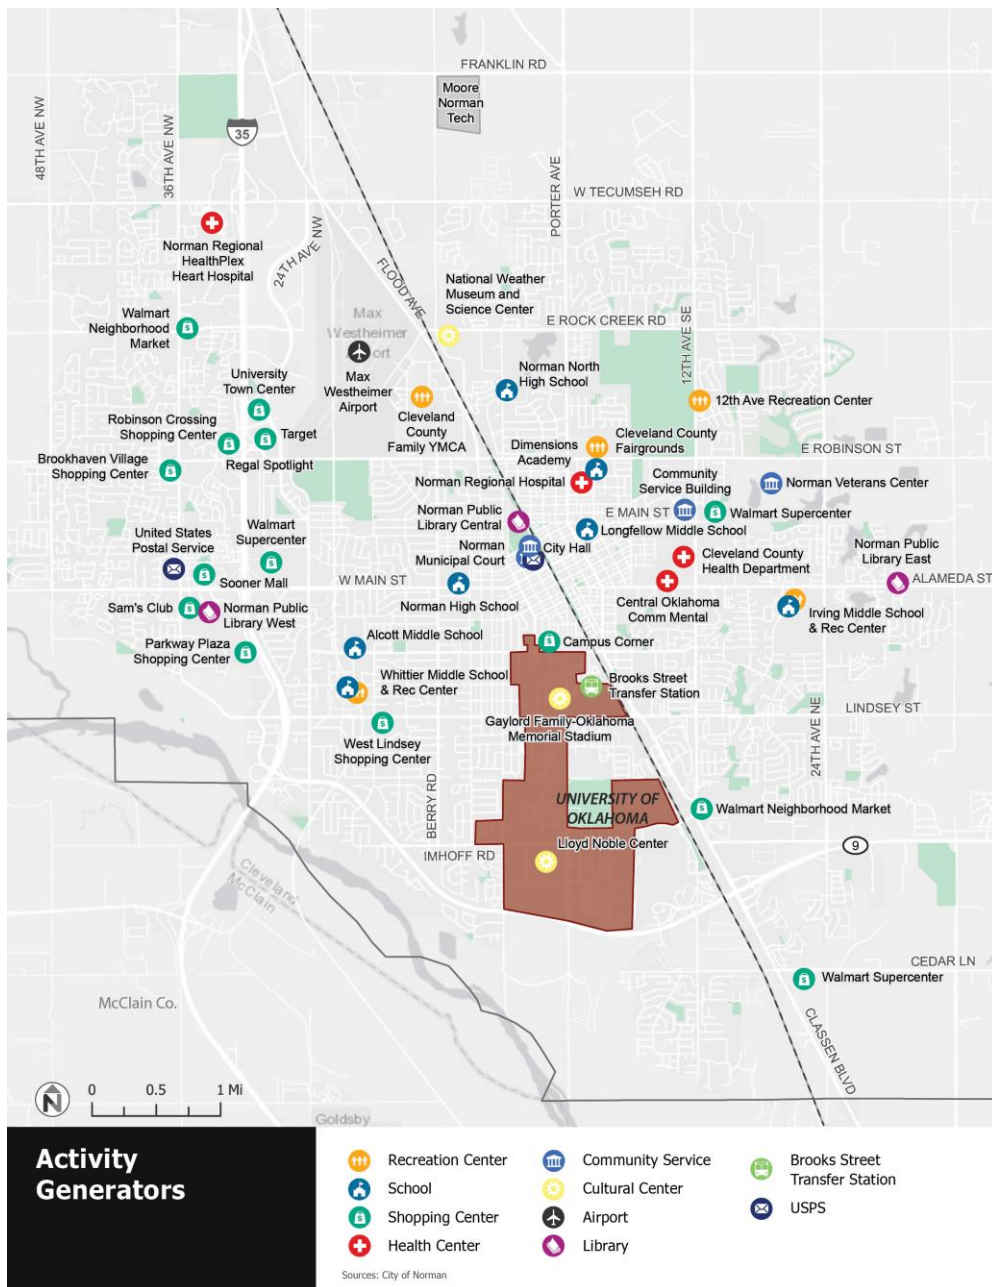 FRANKLIN RD
Moore
Norman
Tech
48TH AVE NW
36TH AVE NW
35
PORTER AVE
W TECUMSEH RD
Norman Regional
HealthPlex
Heart Hospital
24TH AVE NW
FLOOD AVE
National Weather
Museum and
Science Center
Walmart
Neighborhood
Market
Max
Westheimer
Airport
E ROCK CREEK RD
12TH AVE SE
Max
Westheimer
Airport
Norman North
High School
University
Town Center
12th Ave Recreation Center
Robinson Crossing
Shopping Center
Target
Cleveland
County
Family YMCA
Dimensions
Academy
Cleveland County
Fairgrounds
E ROBINSON ST
Brookhaven Village
Shopping Center
Regal Spotlight
Norman Regional Hospital
Community
Service Building
Norman Veterans Center
Norman Public
Library Central
E MAIN ST
Walmart Supercenter
United States
Postal Service
Walmart
Supercenter
Longfellow Middle School
Norman
Municipal Court
City Hall
Cleveland County
Health Department
Norman Public
Library East
Sooner Mall
W MAIN ST
ALAMEDA ST
Sam's Club
Norman Public
Library West
Norman High School
Central Oklahoma
Comm Mental
Irving Middle School
& Rec Center
Parkway Plaza
Shopping Center
Alcott Middle School
Campus Corner
Whittier Middle School
& Rec Center
Brooks Street
Transfer Station
LINDSEY ST
Gaylord Family-Oklahoma
Memorial Stadium
West Lindsey
Shopping Center
24TH AVE NE
BERRY RD
UNIVERSITY OF
OKLAHOMA
Walmart Neighborhood Market
IMHOFF RD
Lloyd Noble Center
9
Cleveland
McClain
CEDAR LN
Walmart Supercenter
McClain Co.
CLASSEN BLVD
N
0 0.5 1 Mi
Goldsby
Activity
Generators
Recreation Center
School
Shopping Center
Health Center
Community Service
Cultural Center
Airport
Library
Brooks Street
Transfer Station
USPS
Sources: City of Norman